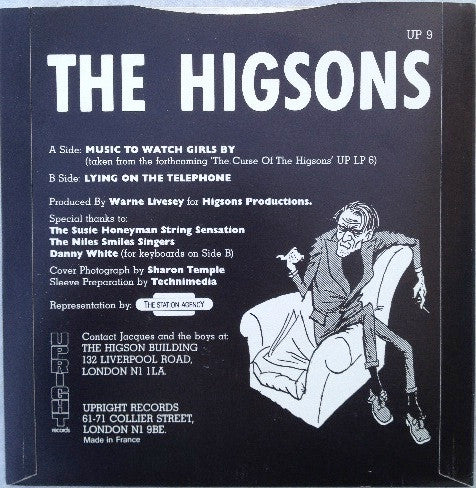 UP 9
THE HIGSONS
A Side: MUSIC TO WATCH GIRLS BY
(taken from the forthcoming 'The Curse Of The Higsons' UP LP 6)
B Side: LYING ON THE TELEPHONE
Produced By Warne Livesey for Higsons Productions.
Special thanks to:
The Susie Honeyman String Sensation
The Niles Smiles Singers
Danny White (for keyboards on Side B)
Cover Photograph by Sharon Temple
Sleeve Preparation by Technimedia
Representation by: THE STATION AGENCY
Contact Jacques and the boys at:
THE HIGSON BUILDING
132 LIVERPOOL ROAD,
LONDON N1 1LA.
UPRIGHT
records
UPRIGHT RECORDS
61-71 COLLIER STREET,
LONDON N1 9BE.
Made in France